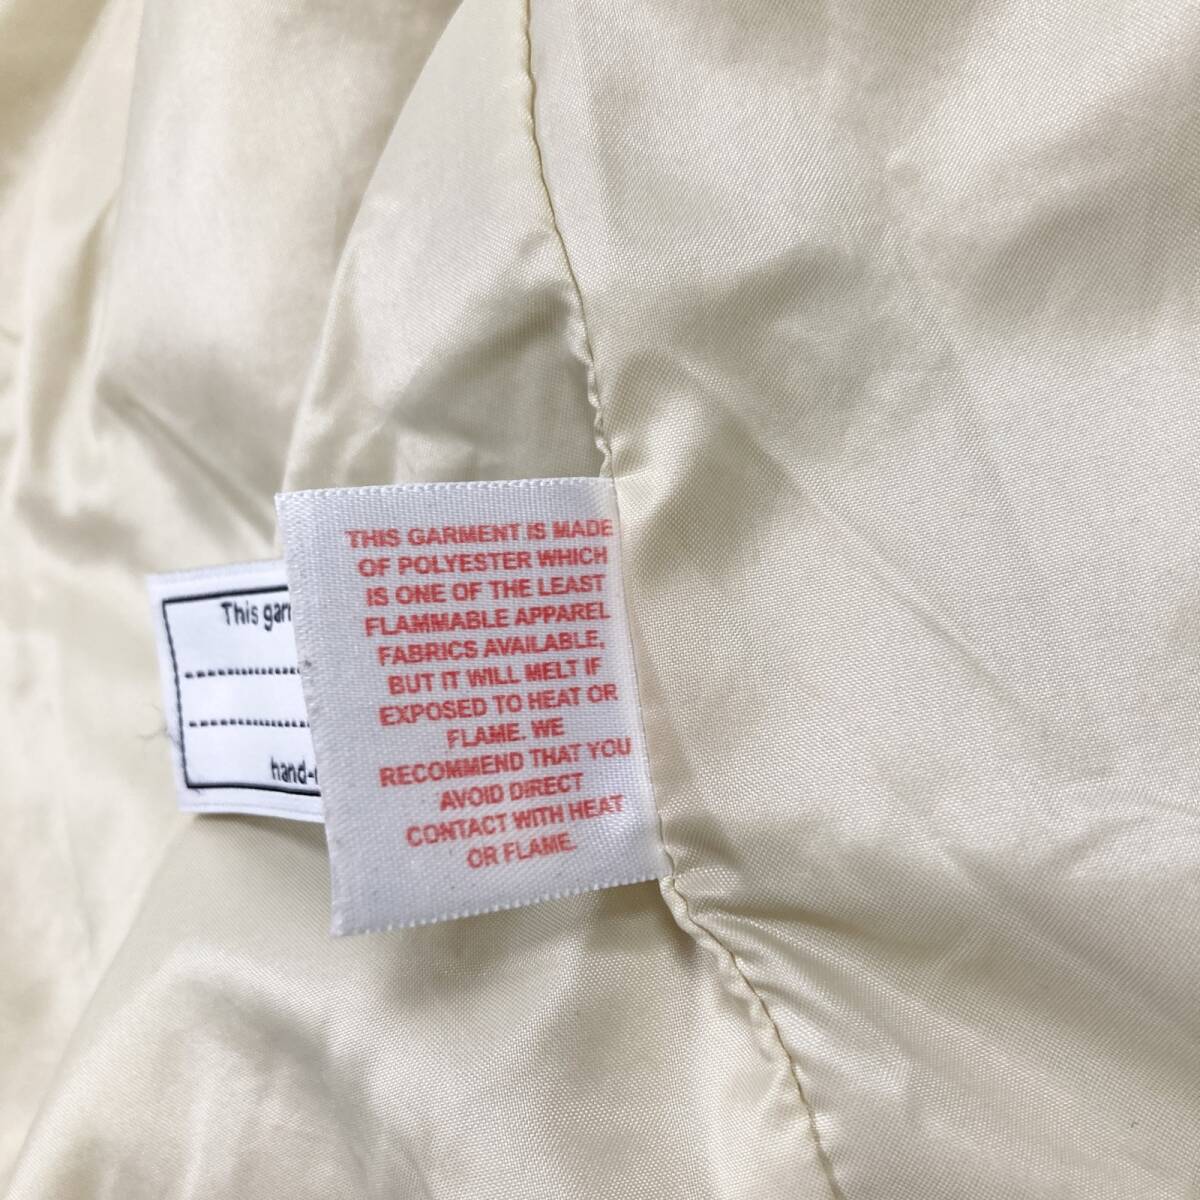 THIS GARMENT IS MADE
OF POLYESTER WHICH
IS ONE OF THE LEAST
FLAMMABLE APPAREL
FABRICS AVAILABLE,
BUT IT WILL MELT IF
EXPOSED TO HEAT OR
FLAME. WE
RECOMMEND THAT YOU
AVOID DIRECT
CONTACT WITH HEAT
OR FLAME.
This gar
hand-